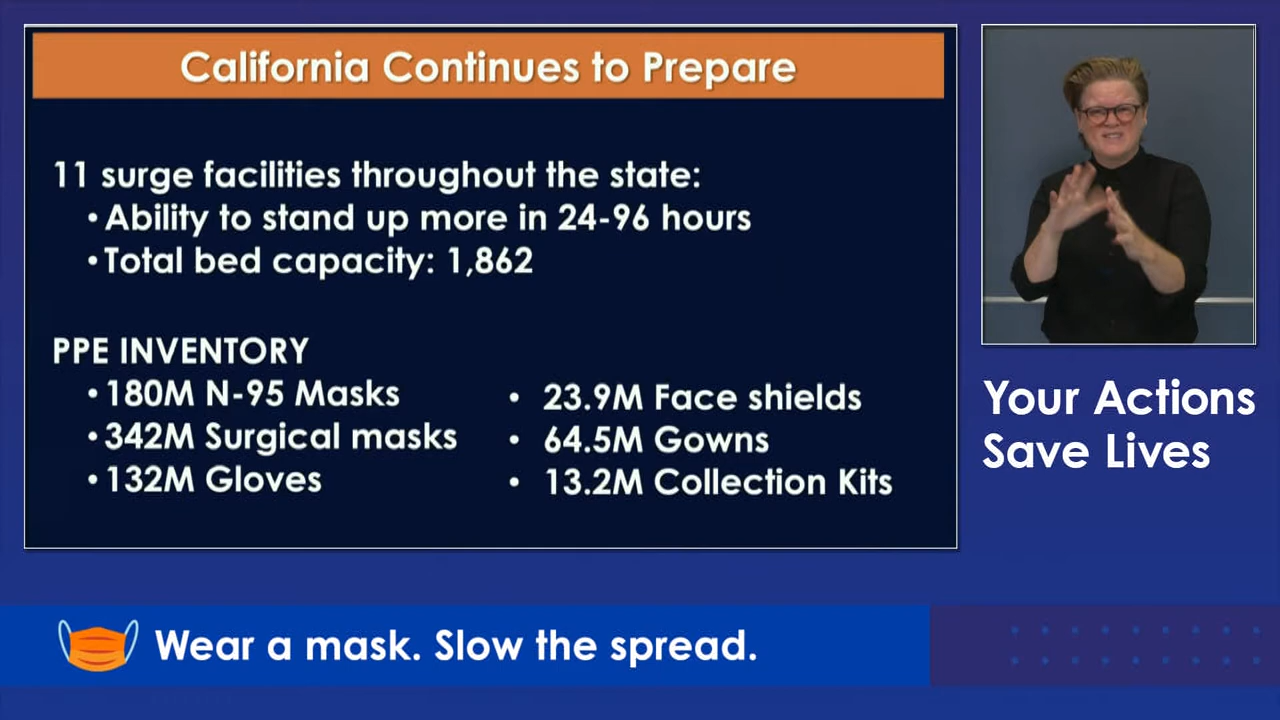 California Continues to Prepare
11 surge facilities throughout the state:
• Ability to stand up more in 24-96 hours
• Total bed capacity: 1,862
PPE INVENTORY
• 180M N-95 Masks
• 342M Surgical masks
• 132M Gloves
• 23.9M Face shields
• 64.5M Gowns
• 13.2M Collection Kits
Your Actions
Save Lives
Wear a mask. Slow the spread.